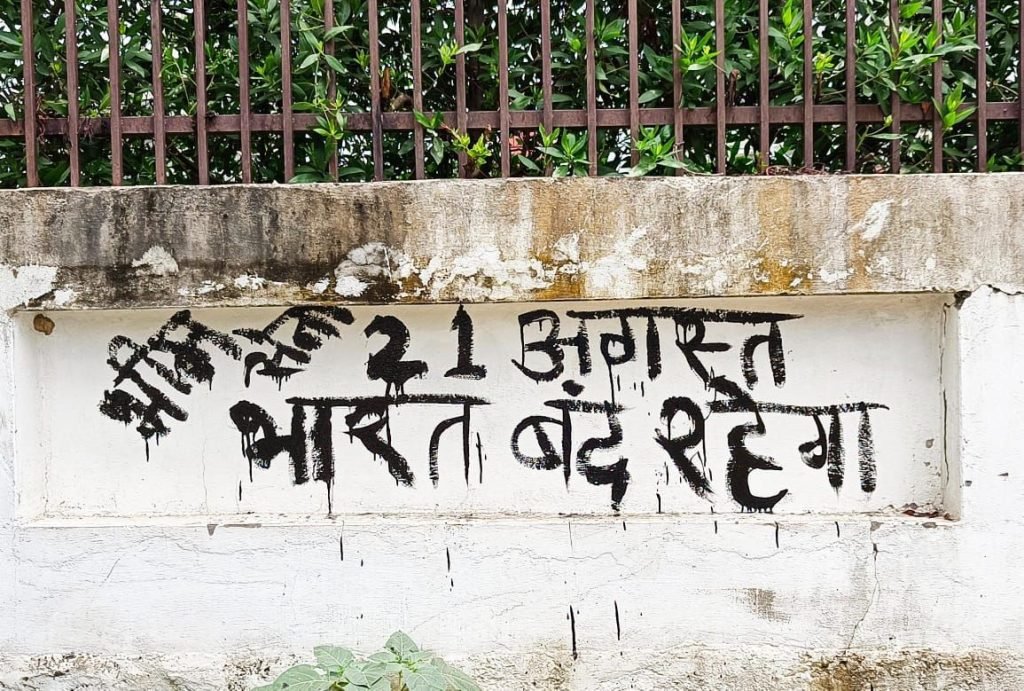 21 अगस्त
भारत बंद रहेगा